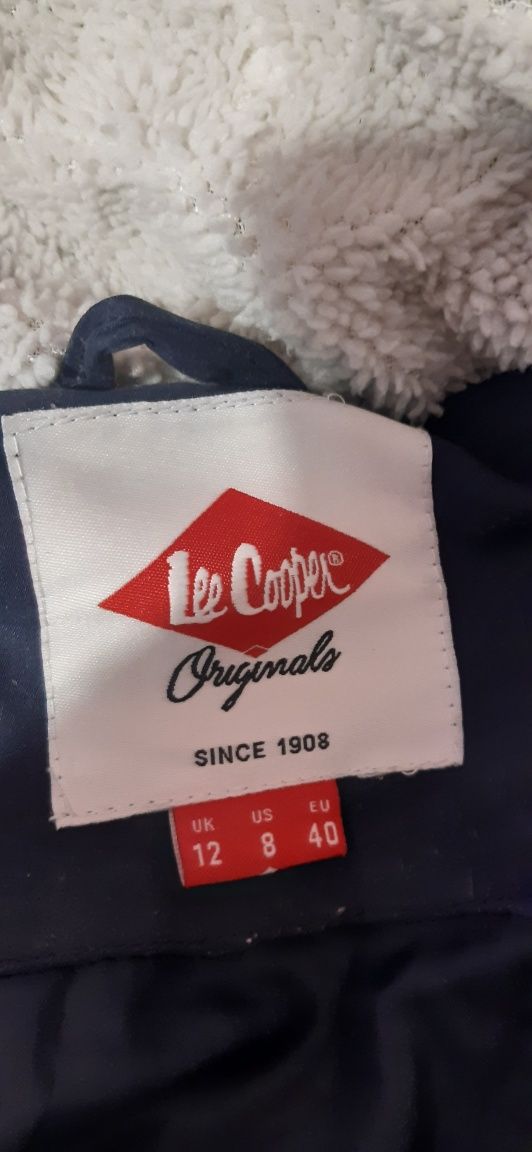 Lee Cooper®
Originals
SINCE 1908
UK US EU
12 8 40